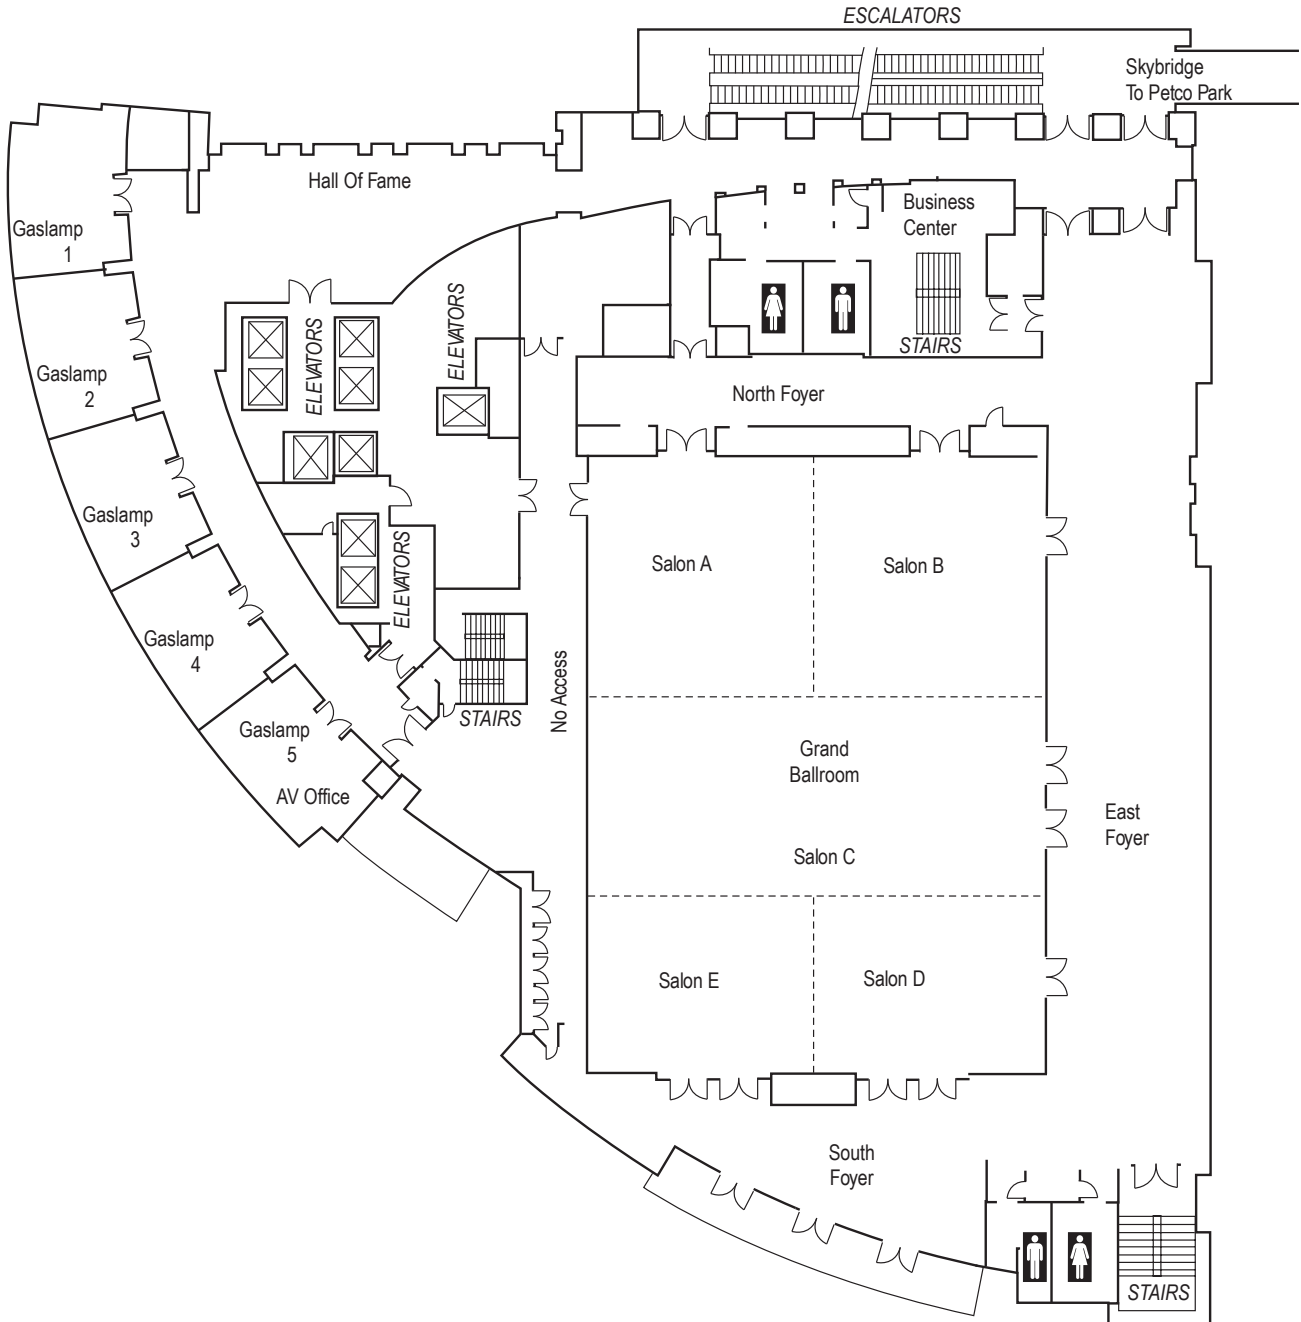 ESCALATORS
Skybridge
To Petco Park
Hall Of Fame
Business
Center
Gaslamp
1
ELEVATORS
ELEVATORS
STAIRS
Gaslamp
2
North Foyer
Gaslamp
3
Salon A
Salon B
ELEVATORS
Gaslamp
4
No Access
STAIRS
Gaslamp
5
AV Office
Grand
Ballroom
East
Foyer
Salon C
Salon E
Salon D
South
Foyer
STAIRS